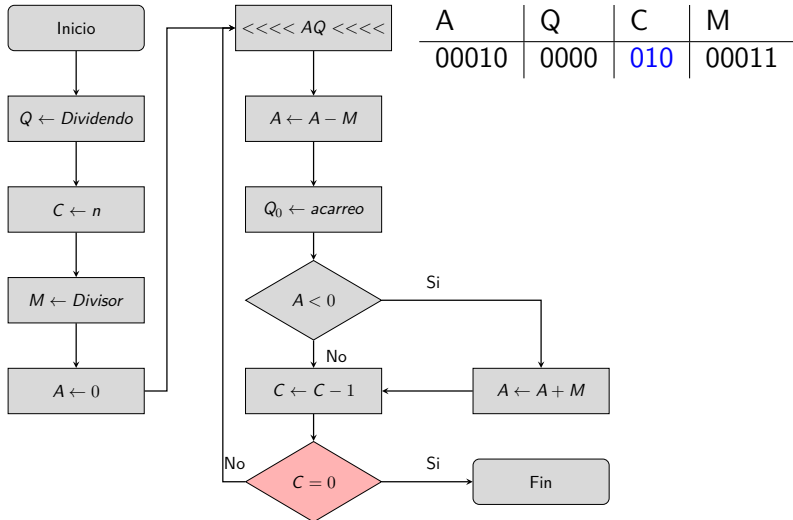 Inicio
Q ← Dividendo
C ← n
M ← Divisor
A ← 0
<<<< AQ <<<<
A ← A − M
Q₀ ← acarreo
A < 0
Si
No
C ← C − 1
A ← A + M
C = 0
No
Si
Fin
A Q C M
00010 0000 010 00011